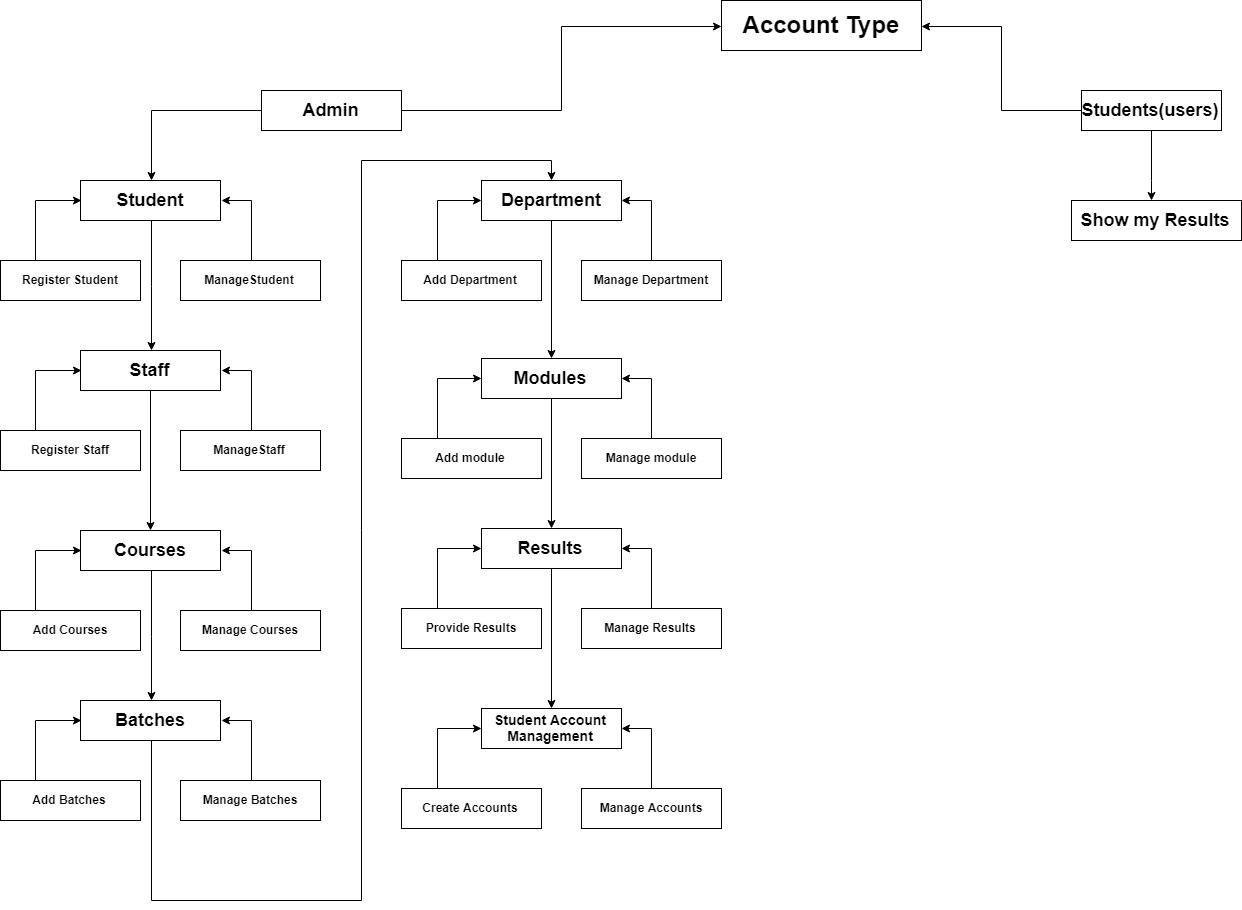 Account Type
Admin
Students(users)
Student
Department
Show my Results
Register Student
ManageStudent
Add Department
Manage Department
Staff
Modules
Register Staff
ManageStaff
Add module
Manage module
Courses
Results
Add Courses
Manage Courses
Provide Results
Manage Results
Batches
Student Account
Management
Add Batches
Manage Batches
Create Accounts
Manage Accounts